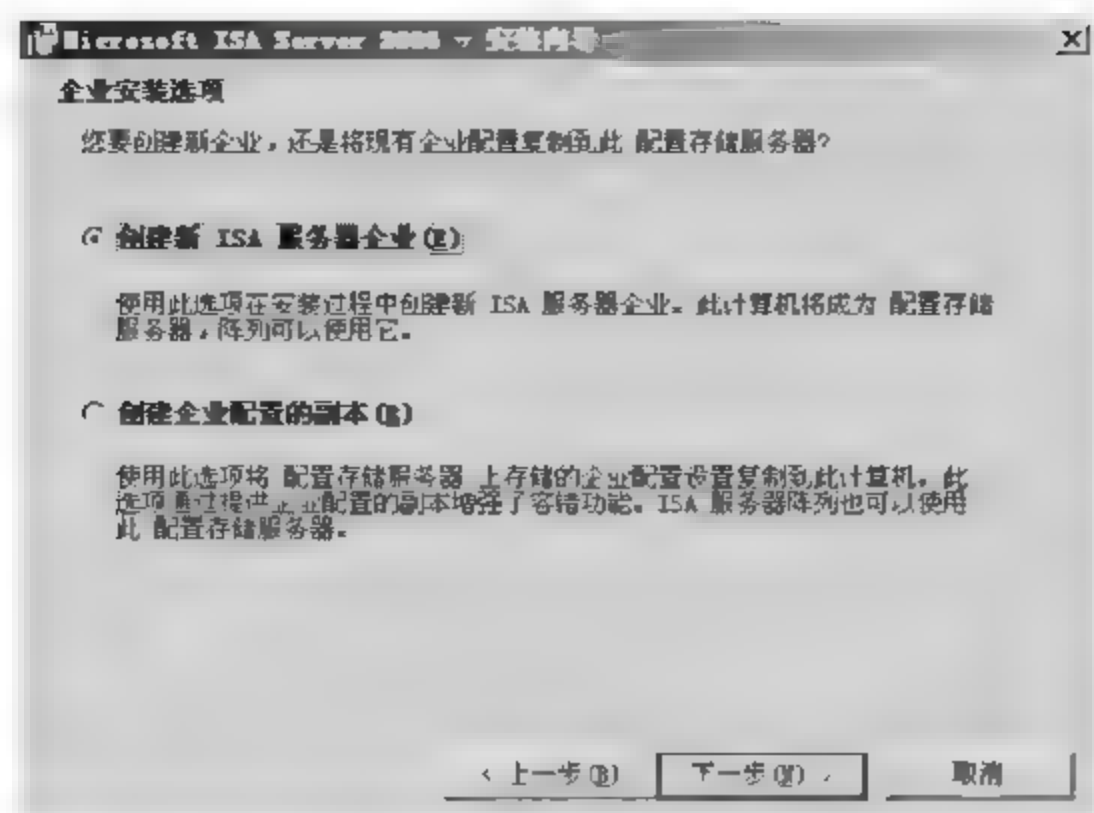 Microsoft ISA Server 2006 - 安装向导
企业安装选项
您要创建新企业，还是将现有企业配置复制到此 配置存储服务器?
创建新 ISA 服务器企业(E)
使用此选项在安装过程中创建新 ISA 服务器企业。此计算机将成为 配置存储
服务器，阵列可以使用它。
创建企业配置的副本(R)
使用此选项将 配置存储服务器 上存储的企业配置设置复制到此计算机。此
选项通过提供企业配置的副本增强了容错功能。ISA 服务器阵列也可以使用
此 配置存储服务器。
< 上一步(B)
下一步(N) >
取消